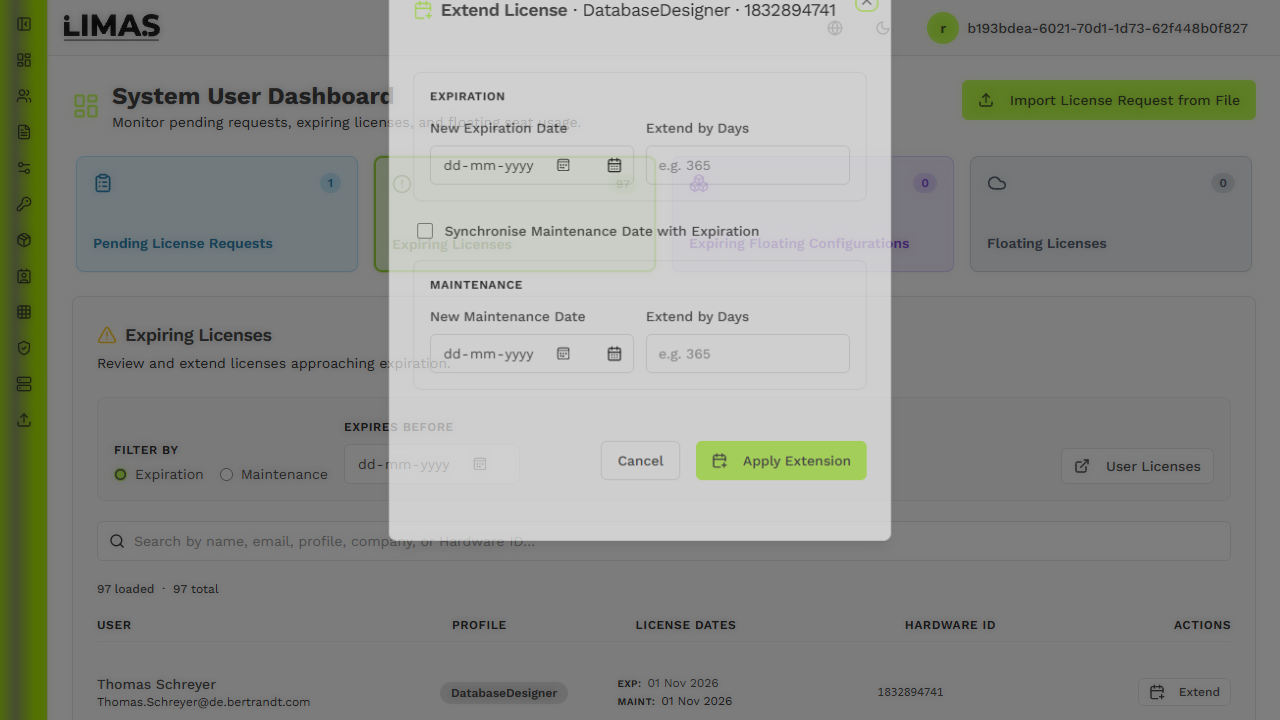 LIMAS
Extend License · DatabaseDesigner · 1832894741
r
b193bdea-6021-70d1-1d73-62f448b0f827
System User Dashboard
Monitor pending requests, expiring licenses, and floating seat usage.
Import License Request from File
EXPIRATION
New Expiration Date
Extend by Days
dd-mm-yyyy
e.g. 365
1
97
0
0
Synchronise Maintenance Date with Expiration
Pending License Requests
Expiring Licenses
Expiring Floating Configurations
Floating Licenses
MAINTENANCE
New Maintenance Date
Extend by Days
dd-mm-yyyy
e.g. 365
Cancel
Apply Extension
Expiring Licenses
Review and extend licenses approaching expiration.
FILTER BY
Expiration
Maintenance
EXPIRES BEFORE
dd-mm-yyyy
User Licenses
Search by name, email, profile, company, or Hardware ID...
97 loaded · 97 total
USER
PROFILE
LICENSE DATES
HARDWARE ID
ACTIONS
Thomas Schreyer
Thomas.Schreyer@de.bertrandt.com
DatabaseDesigner
EXP: 01 Nov 2026
MAINT: 01 Nov 2026
1832894741
Extend